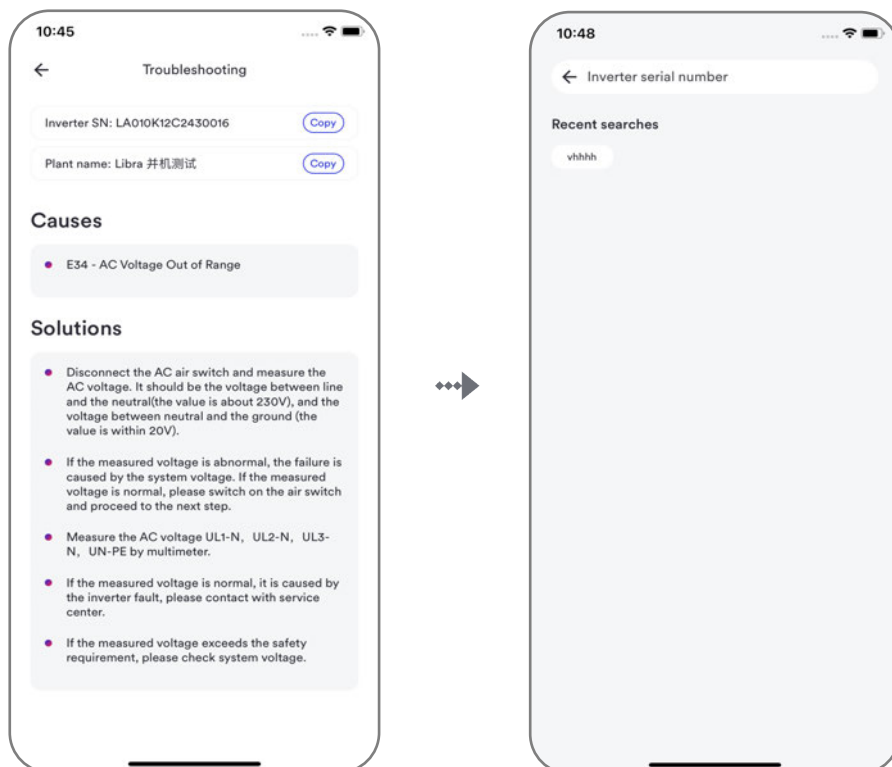 10:45
Troubleshooting
Inverter SN: LA010K12C2430016
Copy
Plant name: Libra 并机测试
Copy
Causes
E34 - AC Voltage Out of Range
Solutions
Disconnect the AC air switch and measure the
AC voltage. It should be the voltage between line
and the neutral(the value is about 230V), and the
voltage between neutral and the ground (the
value is within 20V).
If the measured voltage is abnormal, the failure is
caused by the system voltage. If the measured
voltage is normal, please switch on the air switch
and proceed to the next step.
Measure the AC voltage UL1-N，UL2-N，UL3-
N，UN-PE by multimeter.
If the measured voltage is normal, it is caused by
the inverter fault, please contact with service
center.
If the measured voltage exceeds the safety
requirement, please check system voltage.
10:48
Inverter serial number
Recent searches
vhhhh